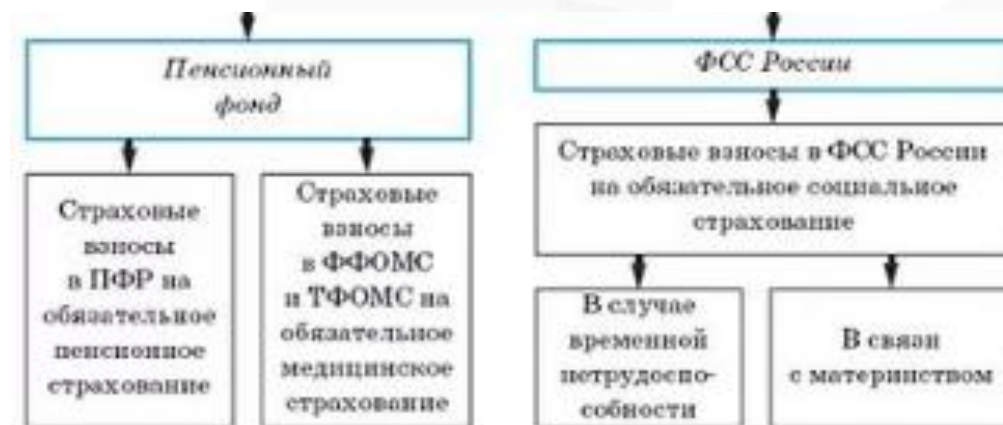 Пенсионный
фонд
ФСС России
Страховые
взносы
в ПФР на
обязательное
пенсионное
страхование
Страховые
взносы
в ФФОМС
и ТФОМС на
обязательное
медицинское
страхование
Страховые взносы в ФСС России
на обязательное социальное
страхование
В случае
временной
нетрудоспо-
собности
В связи
с материнством